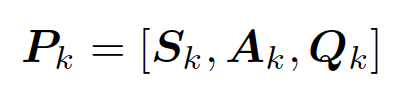 P_k = [S_k, A_k, Q_k]